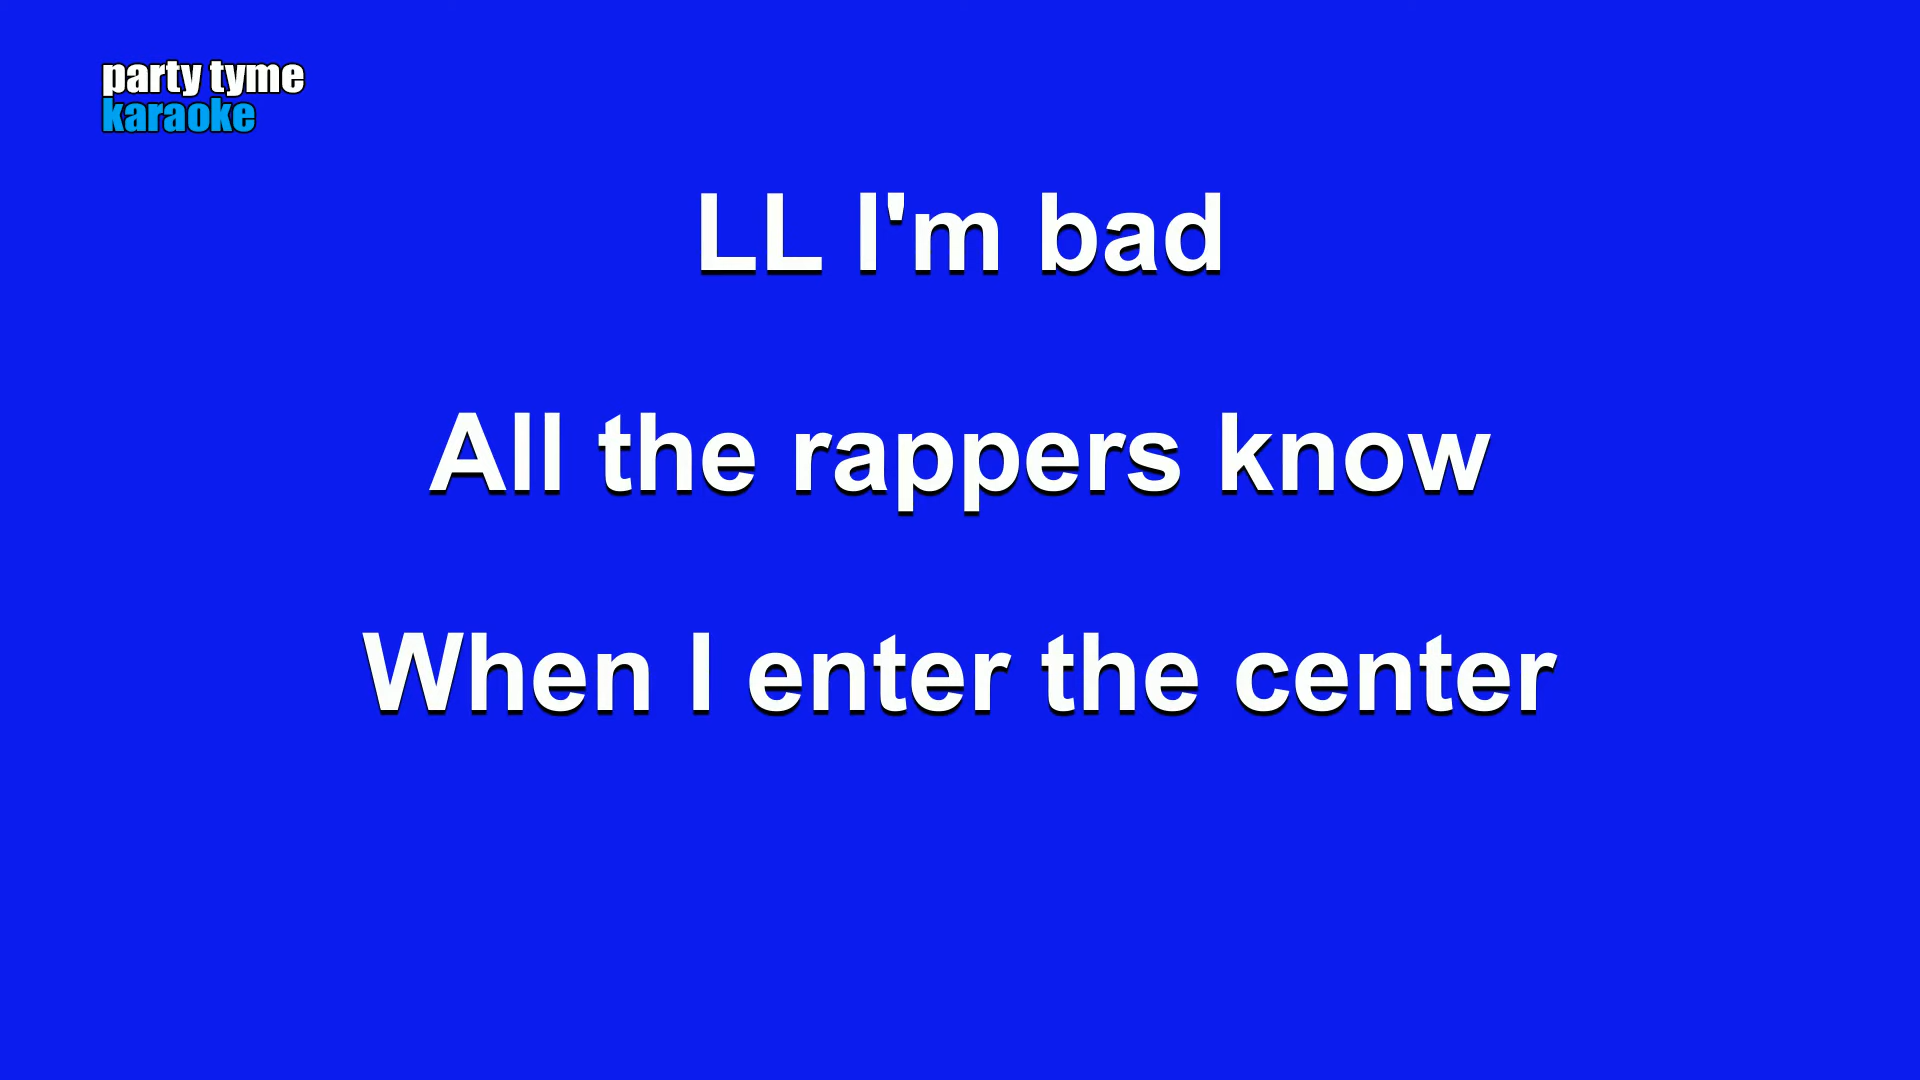 party tyme
karaoke
LL I'm bad
All the rappers know
When I enter the center